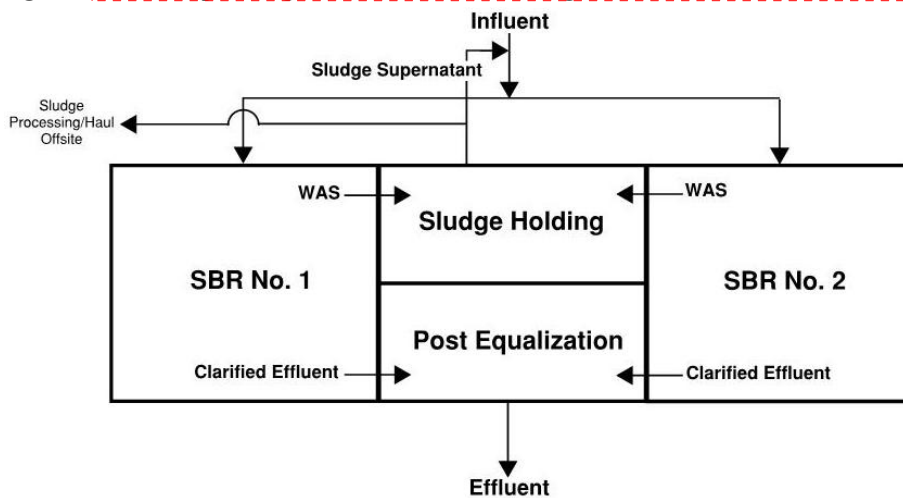 Influent
Sludge Supernatant
Sludge
Processing/Haul
Offsite
WAS
WAS
Sludge Holding
SBR No. 1
SBR No. 2
Post Equalization
Clarified Effluent
Clarified Effluent
Effluent